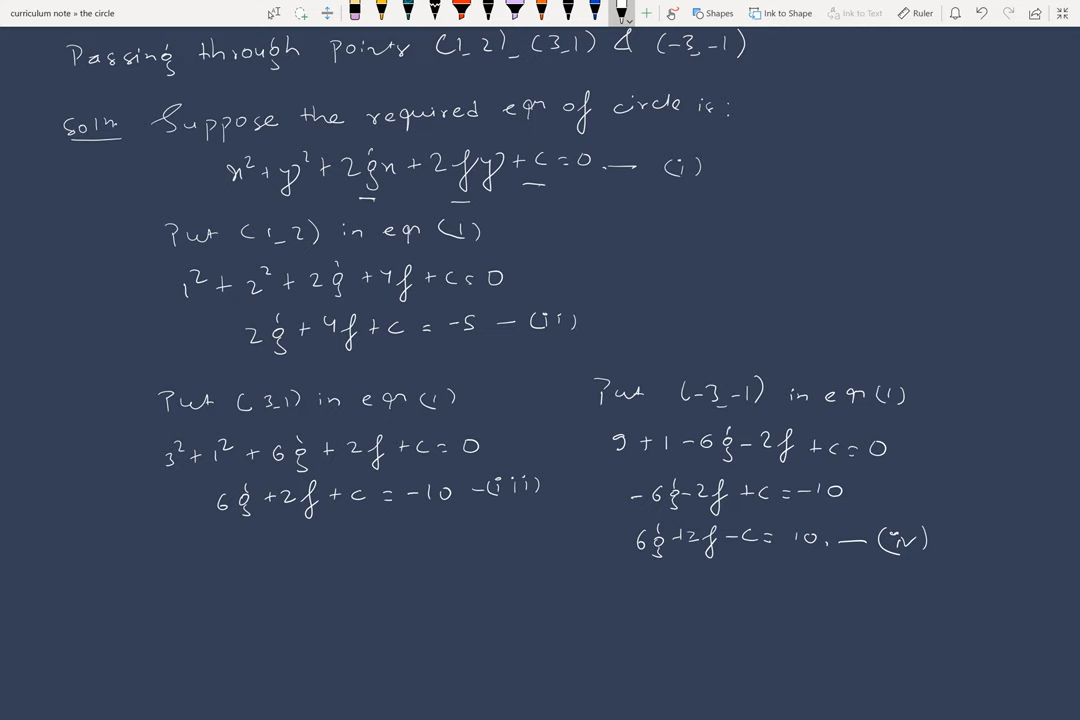 curriculum note » the circle
Shapes Ink to Shape Ink to Text Ruler
Passing through points (1, 2), (3,1) & (-3, -1)
Soln Suppose the required eqn of circle is:
x² + y² + 2gx + 2fy + c = 0. — (i)
Put (1, 2) in eqn (1)
1² + 2² + 2g + 4f + c = 0
2g + 4f + c = -5 — (ii)
Put (3,1) in eqn (1)
3² + 1² + 6g + 2f + c = 0
6g + 2f + c = -10 — (iii)
Put (-3, -1) in eqn (1)
9 + 1 - 6g - 2f + c = 0
-6g - 2f + c = -10
6g + 2f - c = 10. — (iv)